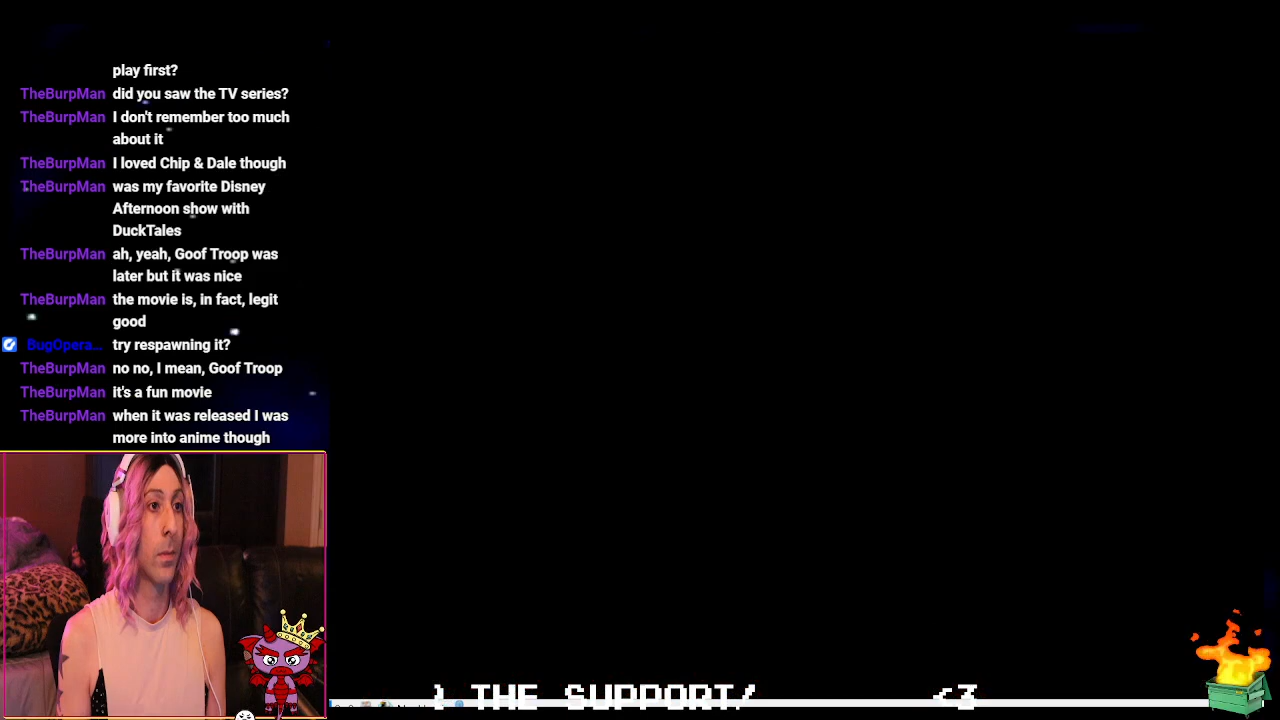 play first?
TheBurpMan did you saw the TV series?
TheBurpMan I don't remember too much
about it
TheBurpMan I loved Chip & Dale though
TheBurpMan was my favorite Disney
Afternoon show with
DuckTales
TheBurpMan ah, yeah, Goof Troop was
later but it was nice
TheBurpMan the movie is, in fact, legit
good
BugOpera... try respawning it?
TheBurpMan no no, I mean, Goof Troop
TheBurpMan it's a fun movie
TheBurpMan when it was released I was
more into anime though
THE SUPPORT/ <3